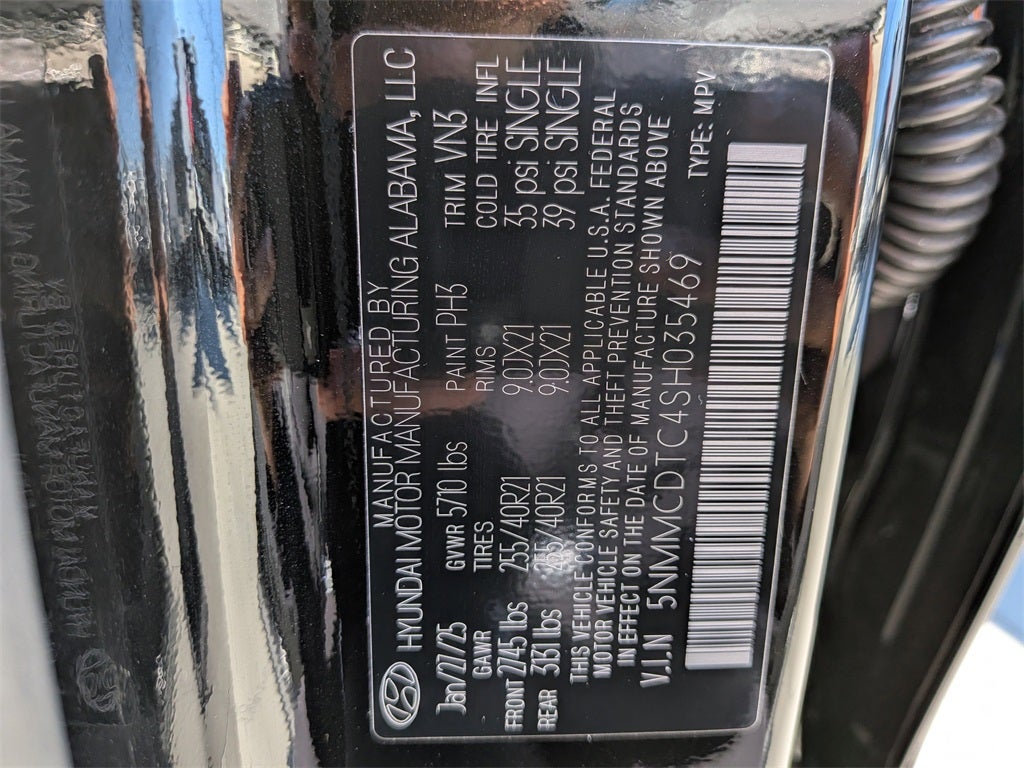 MANUFACTURED BY
HYUNDAI MOTOR MANUFACTURING ALABAMA, LLC
Jan/27/25 GVWR 5710 lbs PAINT PH3 TRIM VN3
GAWR TIRES RIMS COLD TIRE INFL
FRONT 2745 lbs 255/40R21 9.0JX21 35 psi SINGLE
REAR 3131 lbs 255/40R21 9.0JX21 39 psi SINGLE
THIS VEHICLE CONFORMS TO ALL APPLICABLE U.S.A. FEDERAL
MOTOR VEHICLE SAFETY AND THEFT PREVENTION STANDARDS
IN EFFECT ON THE DATE OF MANUFACTURE SHOWN ABOVE
V.I.N 5NMMCDTC4SH035469
TYPE: MPV